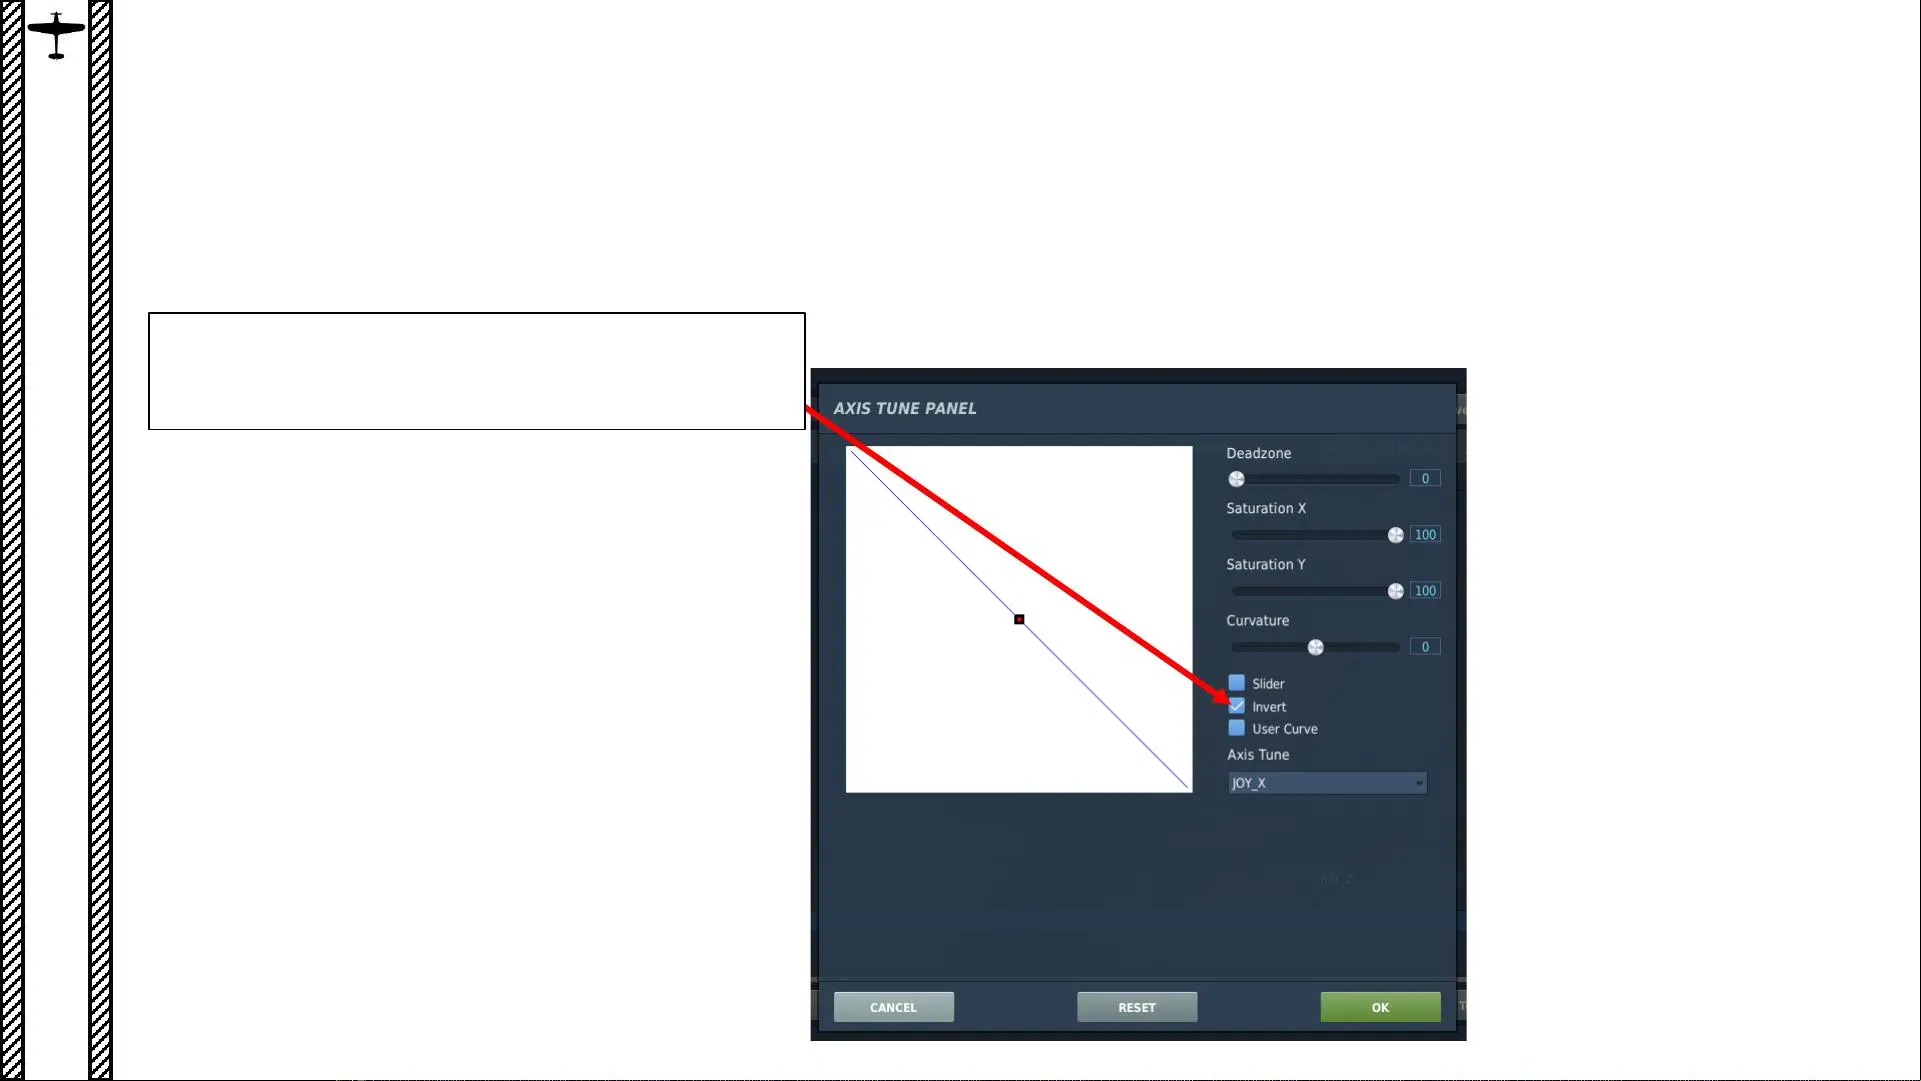 AXIS TUNE PANEL
Deadzone
0
Saturation X
100
Saturation Y
100
Curvature
0
Slider
Invert
User Curve
Axis Tune
JOY_X
CANCEL
RESET
OK